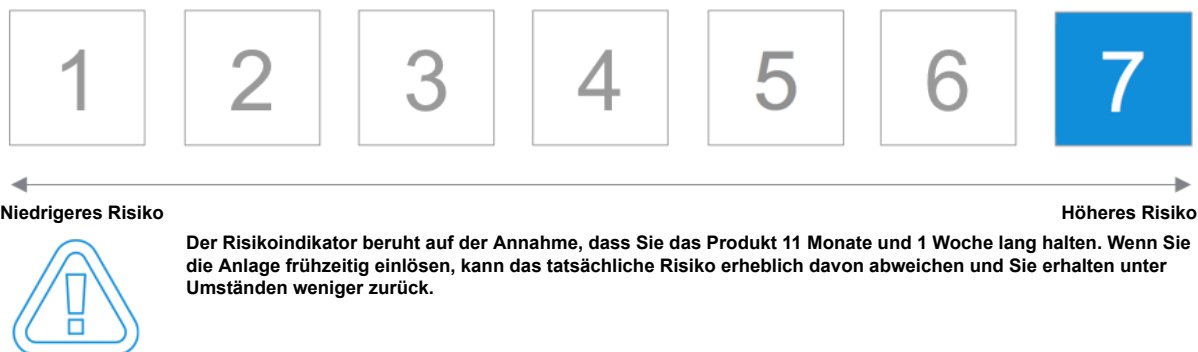 1 2 3 4 5 6 7
Niedrigeres Risiko Höheres Risiko
Der Risikoindikator beruht auf der Annahme, dass Sie das Produkt 11 Monate und 1 Woche lang halten. Wenn Sie
die Anlage frühzeitig einlösen, kann das tatsächliche Risiko erheblich davon abweichen und Sie erhalten unter
Umständen weniger zurück.